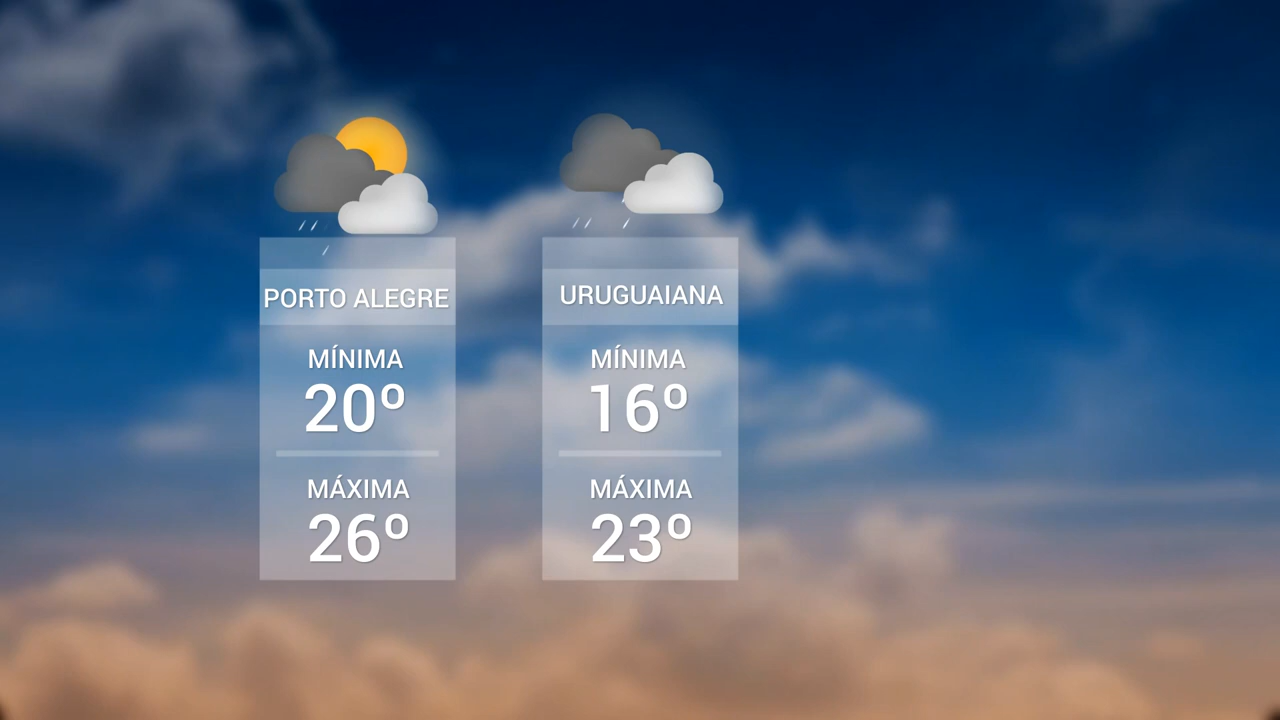 PORTO ALEGRE
MÍNIMA
20º
MÁXIMA
26º
URUGUAIANA
MÍNIMA
16º
MÁXIMA
23º